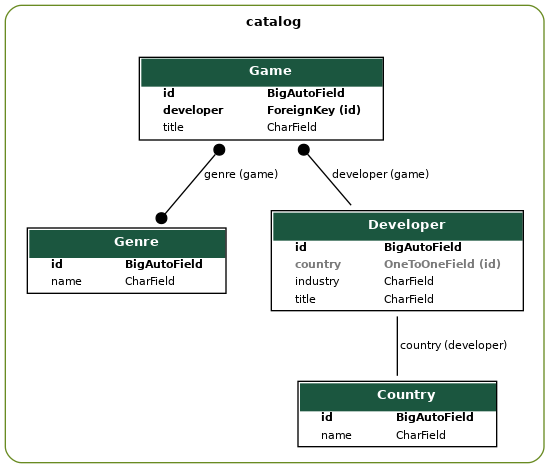 catalog
Game
id BigAutoField
developer ForeignKey (id)
title CharField
genre (game)
developer (game)
Genre
id BigAutoField
name CharField
Developer
id BigAutoField
country OneToOneField (id)
industry CharField
title CharField
country (developer)
Country
id BigAutoField
name CharField